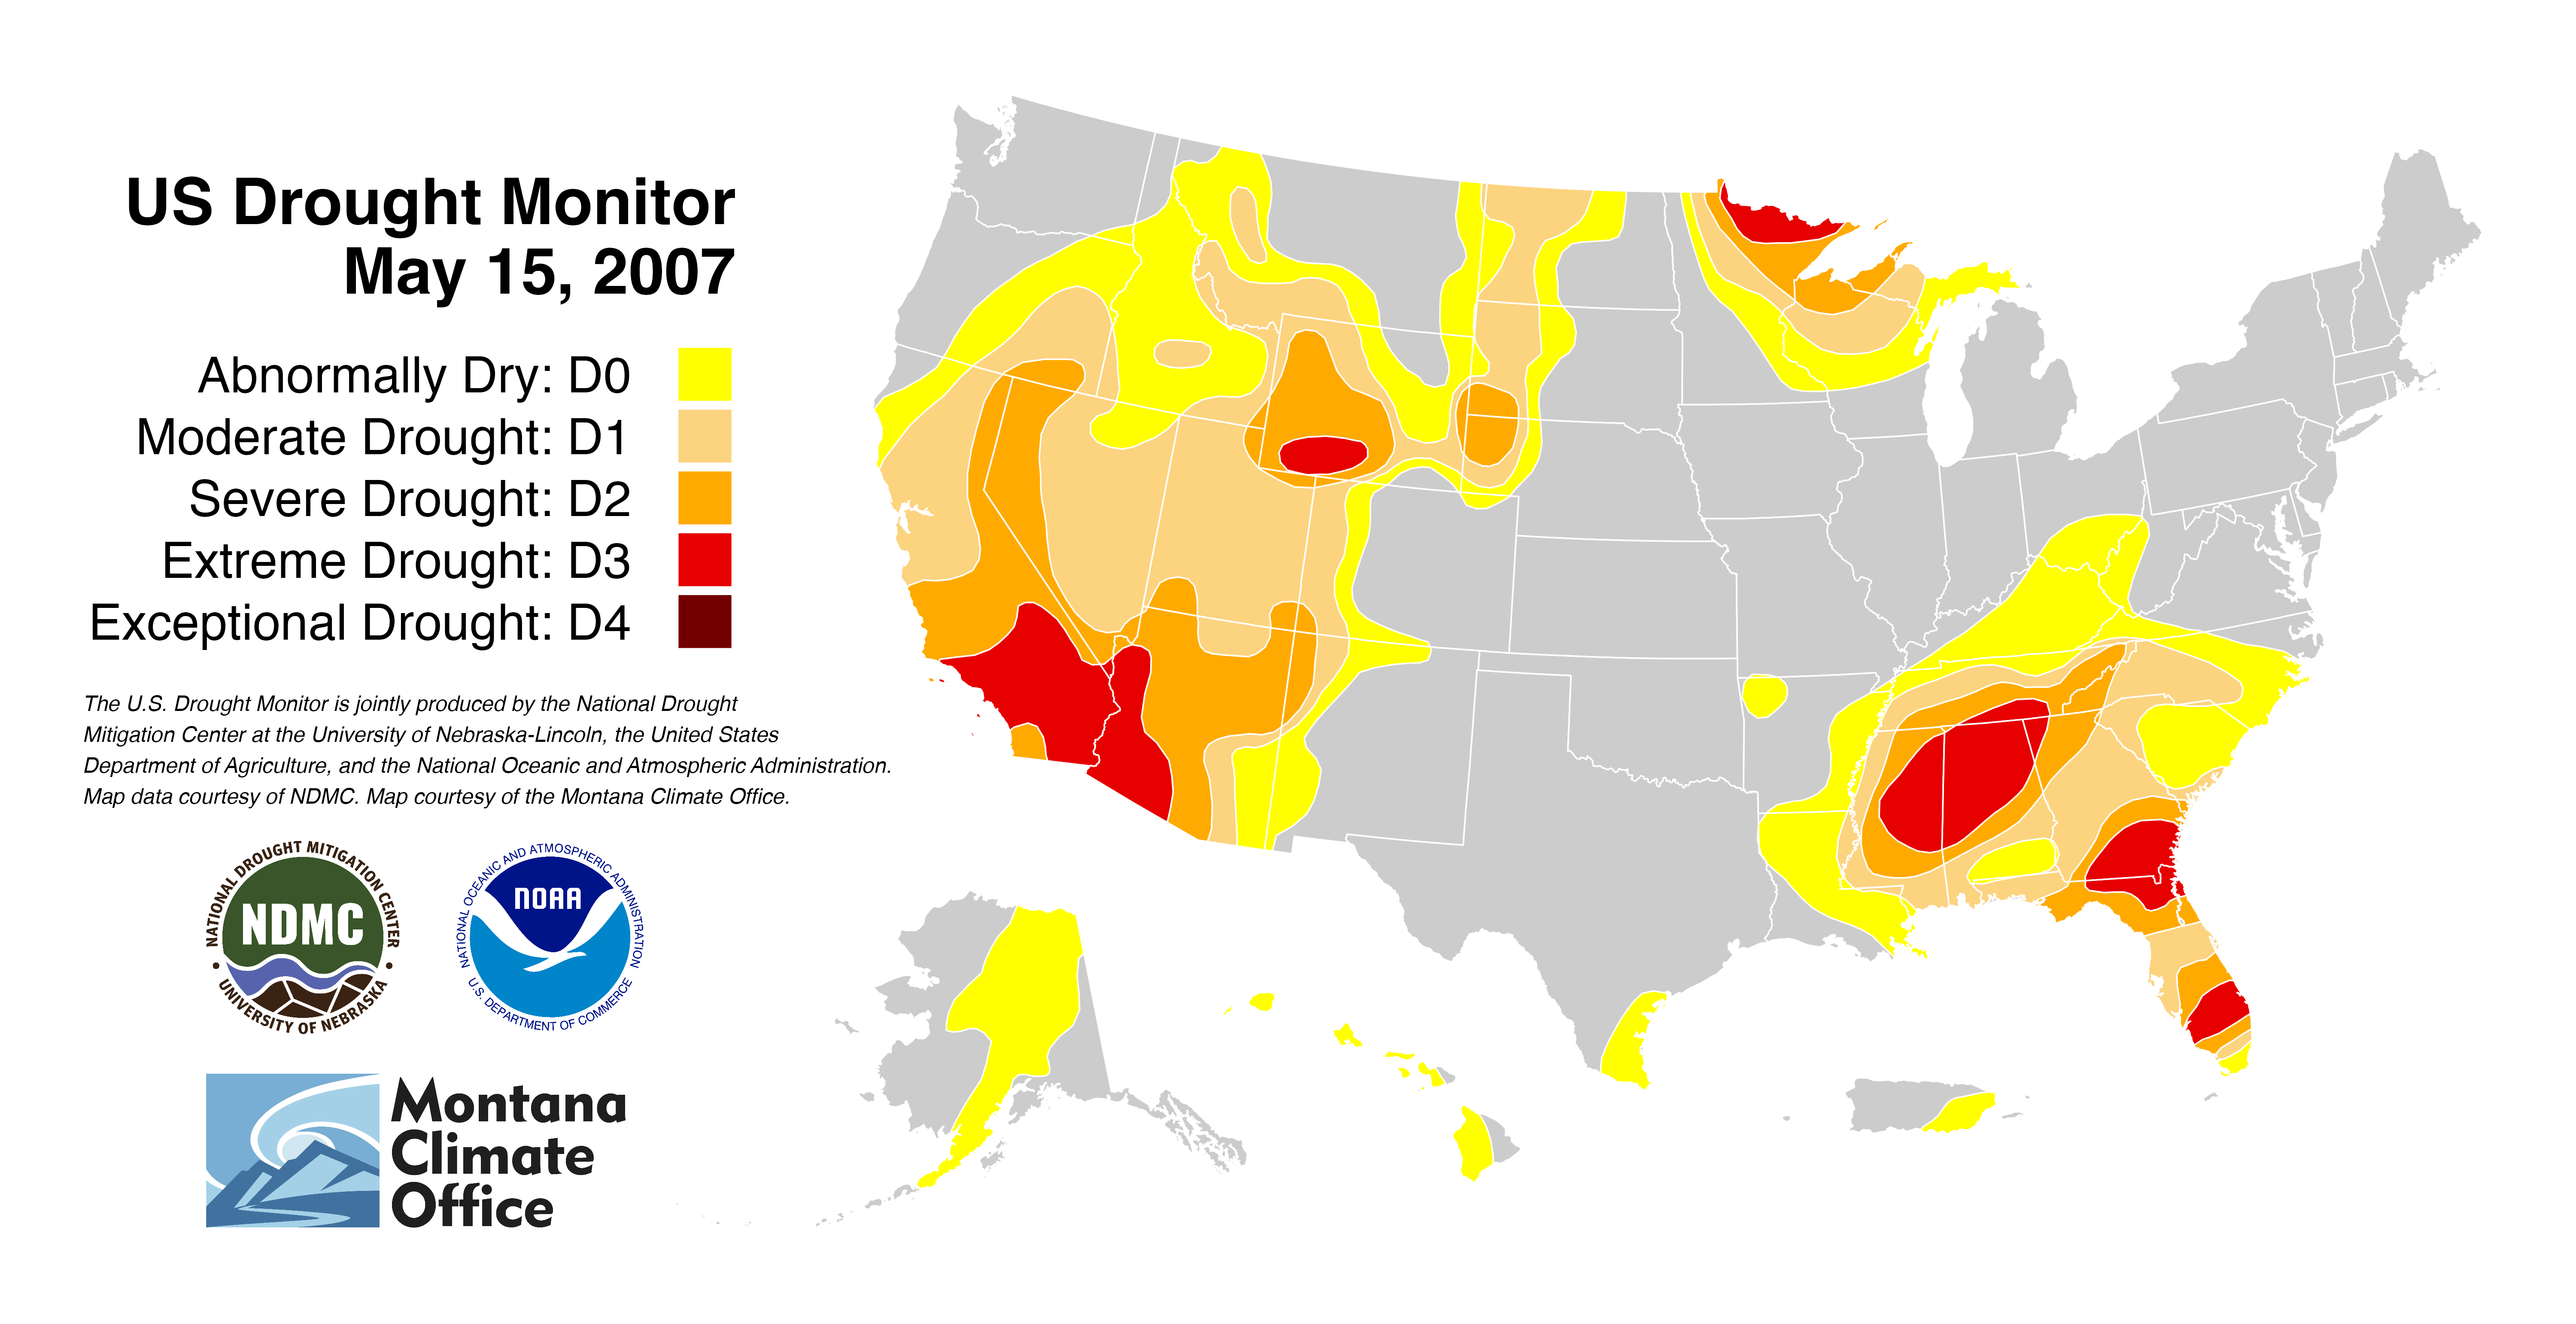 US Drought Monitor
May 15, 2007
Abnormally Dry: D0
Moderate Drought: D1
Severe Drought: D2
Extreme Drought: D3
Exceptional Drought: D4
The U.S. Drought Monitor is jointly produced by the National Drought
Mitigation Center at the University of Nebraska-Lincoln, the United States
Department of Agriculture, and the National Oceanic and Atmospheric Administration.
Map data courtesy of NDMC. Map courtesy of the Montana Climate Office.
NATIONAL DROUGHT MITIGATION CENTER
NDMC
• UNIVERSITY OF NEBRASKA •
NATIONAL OCEANIC AND ATMOSPHERIC ADMINISTRATION
NOAA
U.S. DEPARTMENT OF COMMERCE
Montana
Climate
Office